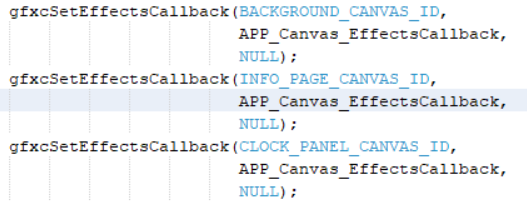 gfxcSetEffectsCallback(BACKGROUND_CANVAS_ID,
APP_Canvas_EffectsCallback,
NULL);
gfxcSetEffectsCallback(INFO_PAGE_CANVAS_ID,
APP_Canvas_EffectsCallback,
NULL);
gfxcSetEffectsCallback(CLOCK_PANEL_CANVAS_ID,
APP_Canvas_EffectsCallback,
NULL);